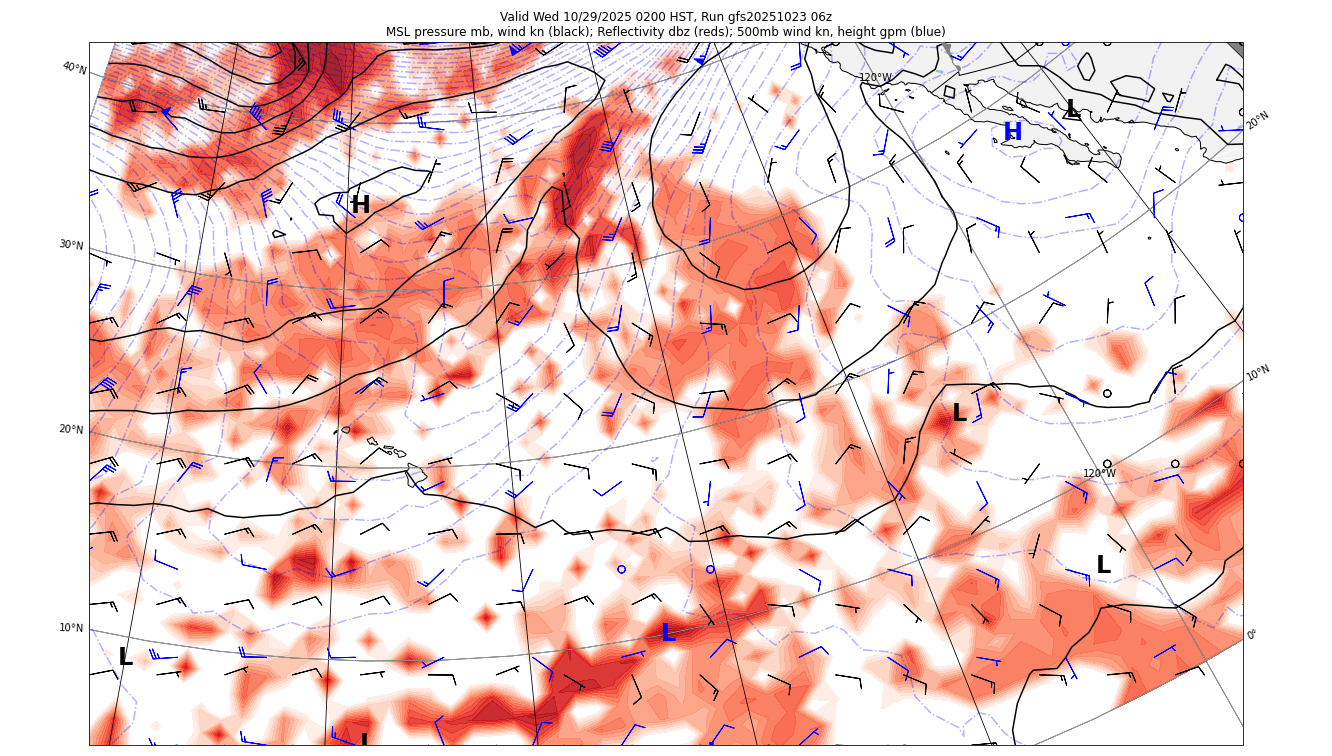 Valid Wed 10/29/2025 0200 HST, Run gfs20251023 06z
MSL pressure mb, wind kn (black); Reflectivity dbz (reds); 500mb wind kn, height gpm (blue)
40°N
120°W
L
H
20°N
H
30°N
10°N
L
20°N
120°W
L
10°N
L
0°
L
L